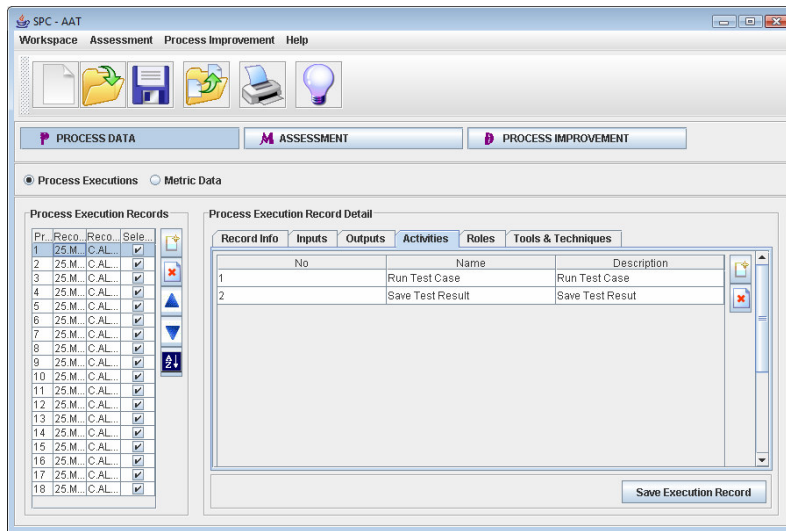 SPC - AAT
Workspace Assessment Process Improvement Help
PROCESS DATA
ASSESSMENT
PROCESS IMPROVEMENT
Process Executions Metric Data
Process Execution Records
Pr... Reco... Reco... Sele...
1 25.M... C.AL...
2 25.M... C.AL...
3 25.M... C.AL...
4 25.M... C.AL...
5 25.M... C.AL...
6 25.M... C.AL...
7 25.M... C.AL...
8 25.M... C.AL...
9 25.M... C.AL...
10 25.M... C.AL...
11 25.M... C.AL...
12 25.M... C.AL...
13 25.M... C.AL...
14 25.M... C.AL...
15 25.M... C.AL...
16 25.M... C.AL...
17 25.M... C.AL...
18 25.M... C.AL...
A
Z
Process Execution Record Detail
Record Info Inputs Outputs Activities Roles Tools & Techniques
No Name Description
1 Run Test Case Run Test Case
2 Save Test Result Save Test Resut
Save Execution Record